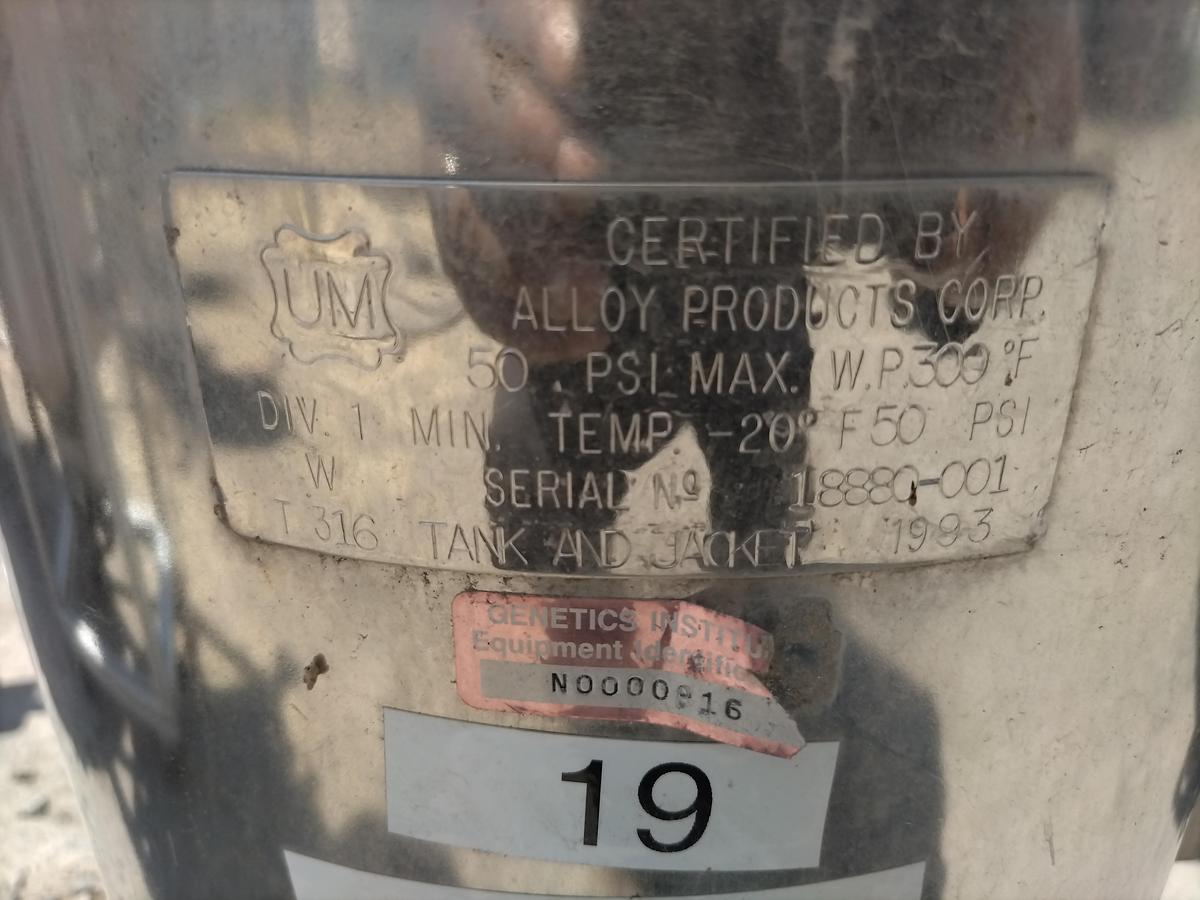 UM
CERTIFIED BY
ALLOY PRODUCTS CORP.
50 . PSI MAX. W.P. 300 °F
DIV. 1 MIN. TEMP. -20° F 50 PSI
W SERIAL Nº 18880-001
T 316 TANK AND JACKET 1993
GENETICS INSTITU
Equipment Identific
19